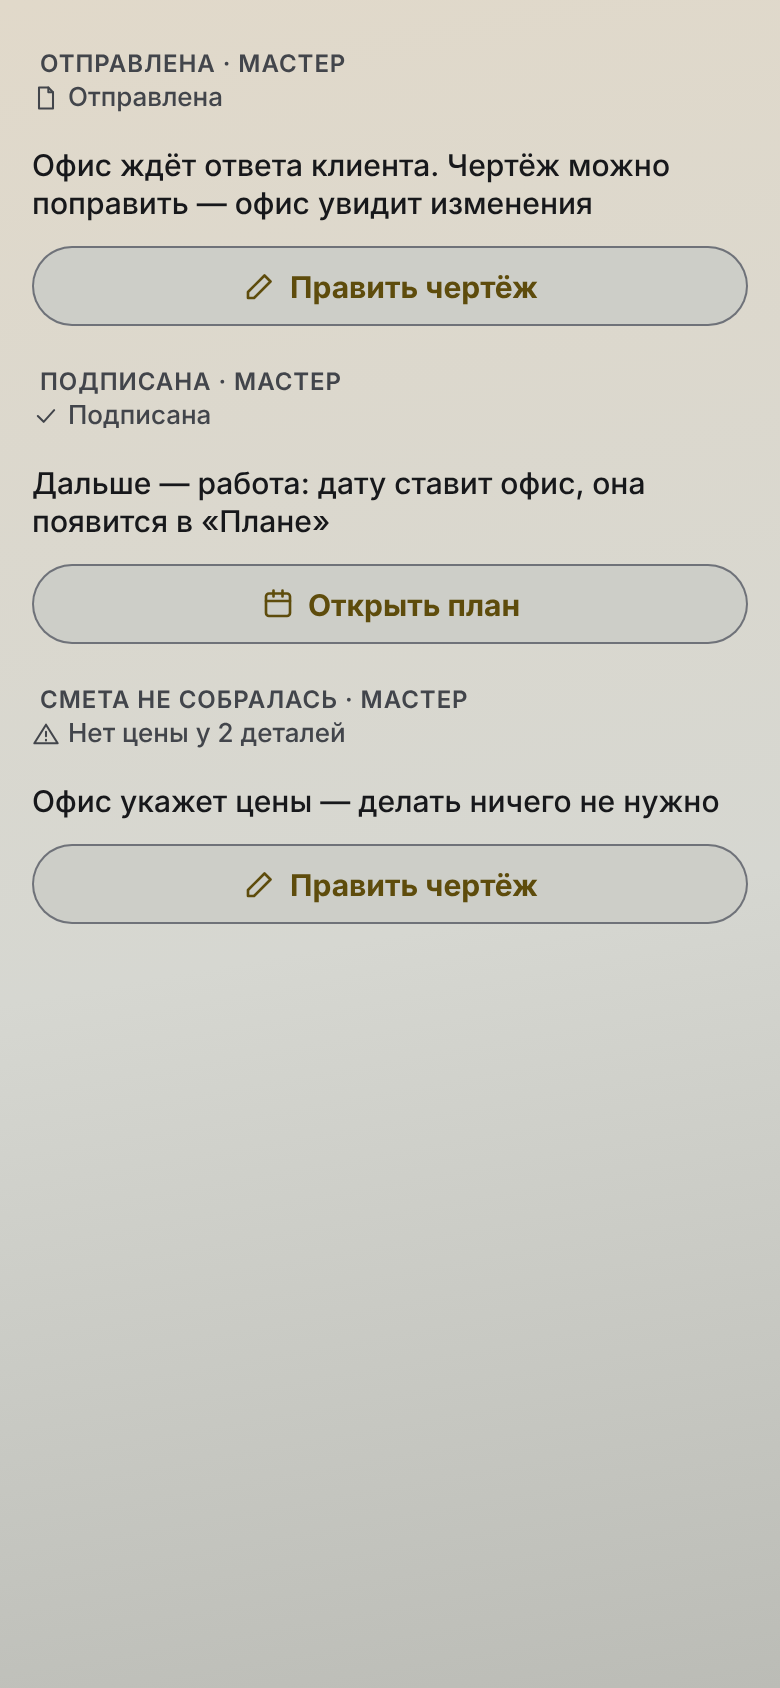 ОТПРАВЛЕНА · МАСТЕР
Отправлена
Офис ждёт ответа клиента. Чертёж можно
поправить — офис увидит изменения
Править чертёж
ПОДПИСАНА · МАСТЕР
Подписана
Дальше — работа: дату ставит офис, она
появится в «Плане»
Открыть план
СМЕТА НЕ СОБРАЛАСЬ · МАСТЕР
Нет цены у 2 деталей
Офис укажет цены — делать ничего не нужно
Править чертёж